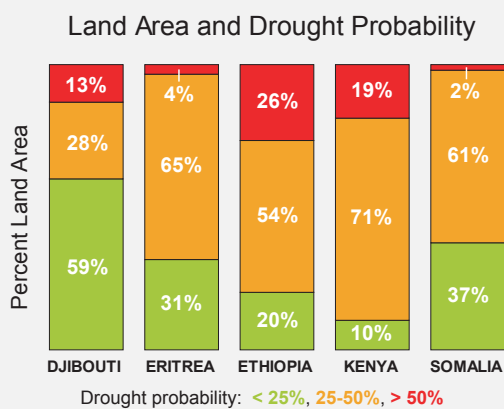 Land Area and Drought Probability
Percent Land Area
13% 4% 26% 19% 2%
28% 65% 54% 71% 61%
59% 31% 20% 10% 37%
DJIBOUTI ERITREA ETHIOPIA KENYA SOMALIA
Drought probability: < 25%, 25-50%, > 50%